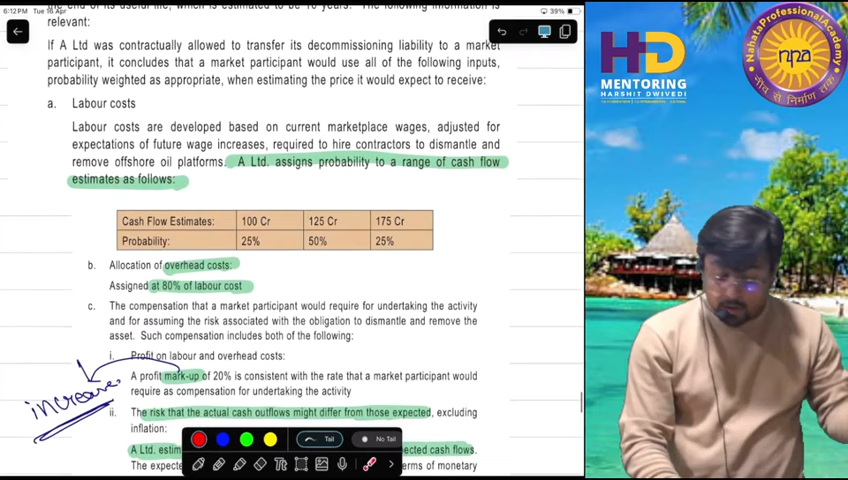 6:12 PM Tue 16 Apr
39%
the end of its useful life, which is estimated to be 10 years. The following information is
relevant:
If A Ltd was contractually allowed to transfer its decommissioning liability to a market
participant, it concludes that a market participant would use all of the following inputs,
probability weighted as appropriate, when estimating the price it would expect to receive:
a. Labour costs
Labour costs are developed based on current marketplace wages, adjusted for
expectations of future wage increases, required to hire contractors to dismantle and
remove offshore oil platforms. A Ltd. assigns probability to a range of cash flow
estimates as follows:
Cash Flow Estimates: 100 Cr 125 Cr 175 Cr
Probability: 25% 50% 25%
b. Allocation of overhead costs:
Assigned at 80% of labour cost
c. The compensation that a market participant would require for undertaking the activity
and for assuming the risk associated with the obligation to dismantle and remove the
asset. Such compensation includes both of the following:
i. Profit on labour and overhead costs:
A profit mark-up of 20% is consistent with the rate that a market participant would
require as compensation for undertaking the activity
increase
ii. The risk that the actual cash outflows might differ from those expected, excluding
inflation:
A Ltd. estim
pected cash flows.
The expecte
erms of monetary
Tail
No Tail
HD
MENTORING
HARSHIT DWIVEDI
Nahata Professional Academy
npa
नींव से निर्माण तक